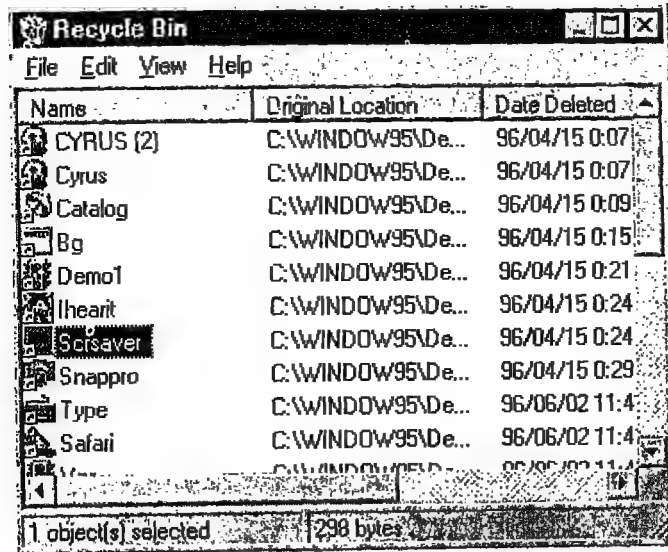 Recycle Bin
File Edit View Help
Name Original Location Date Deleted
CYRUS (2) C:\WINDOW95\De... 96/04/15 0:07
Cyrus C:\WINDOW95\De... 96/04/15 0:07
Catalog C:\WINDOW95\De... 96/04/15 0:09
Bg C:\WINDOW95\De... 96/04/15 0:15
Demo1 C:\WINDOW95\De... 96/04/15 0:21
Ihearit C:\WINDOW95\De... 96/04/15 0:24
Scrsaver C:\WINDOW95\De... 96/04/15 0:24
Snappro C:\WINDOW95\De... 96/04/15 0:29
Type C:\WINDOW95\De... 96/06/02 11:4
Safari C:\WINDOW95\De... 96/06/02 11:4
1 object(s) selected 298 bytes